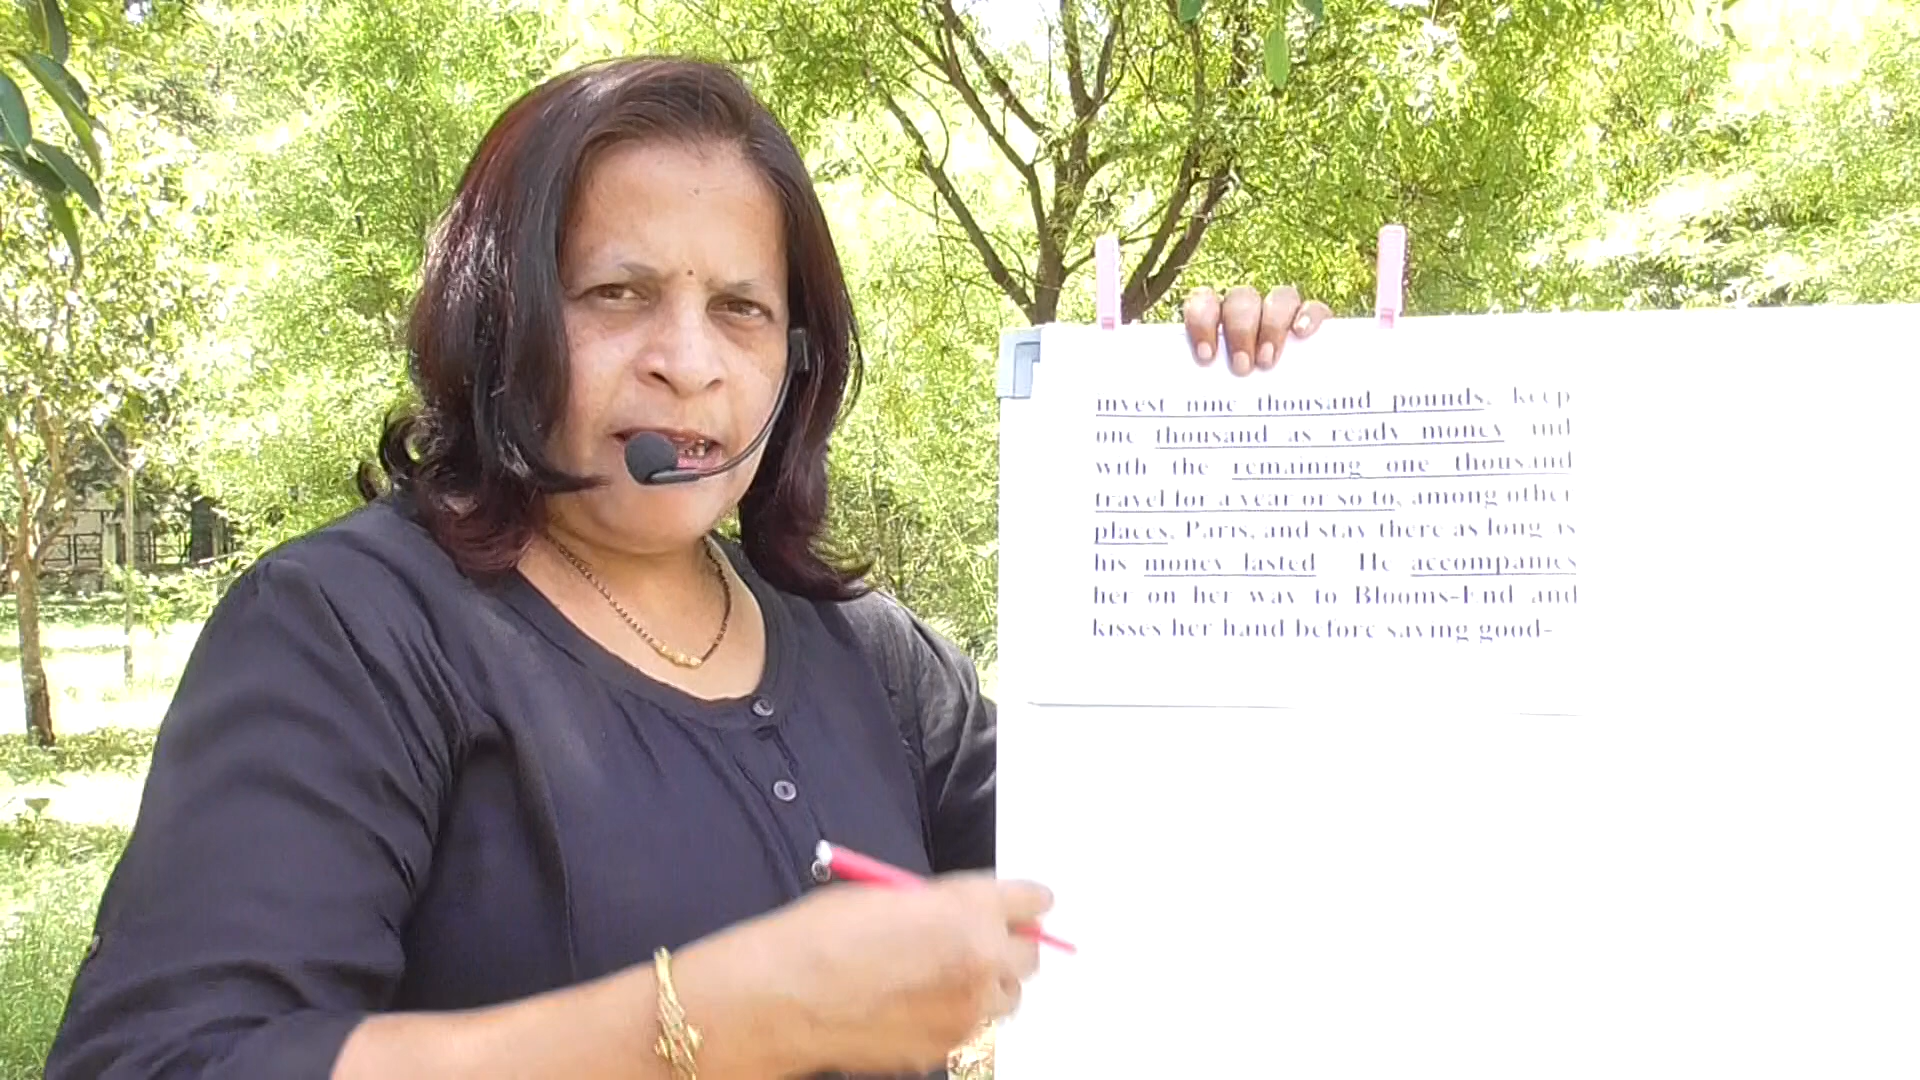 invest nine thousand pounds, keep
one thousand as ready money and
with the remaining one thousand
travel for a year or so to, among other
places, Paris, and stay there as long as
his money lasted. He accompanies
her on her way to Blooms-End and
kisses her hand before saying good-